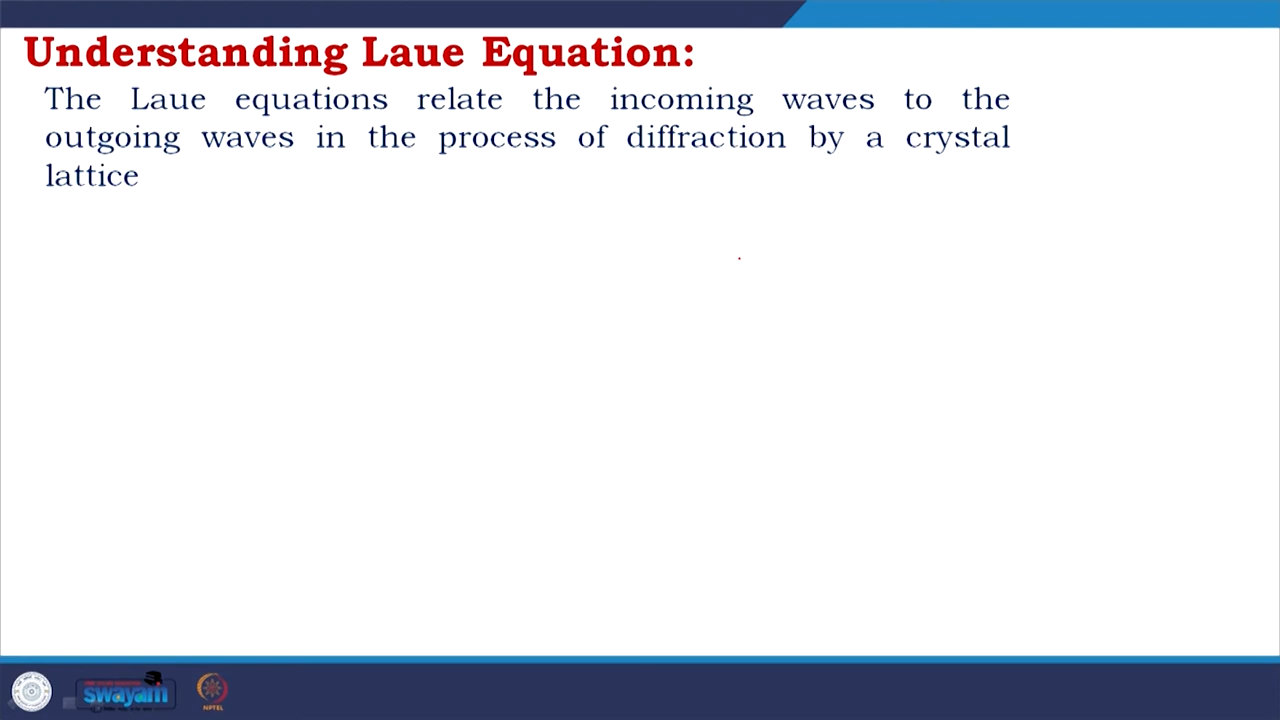 Understanding Laue Equation:
The Laue equations relate the incoming waves to the
outgoing waves in the process of diffraction by a crystal
lattice
swayam
NPTEL